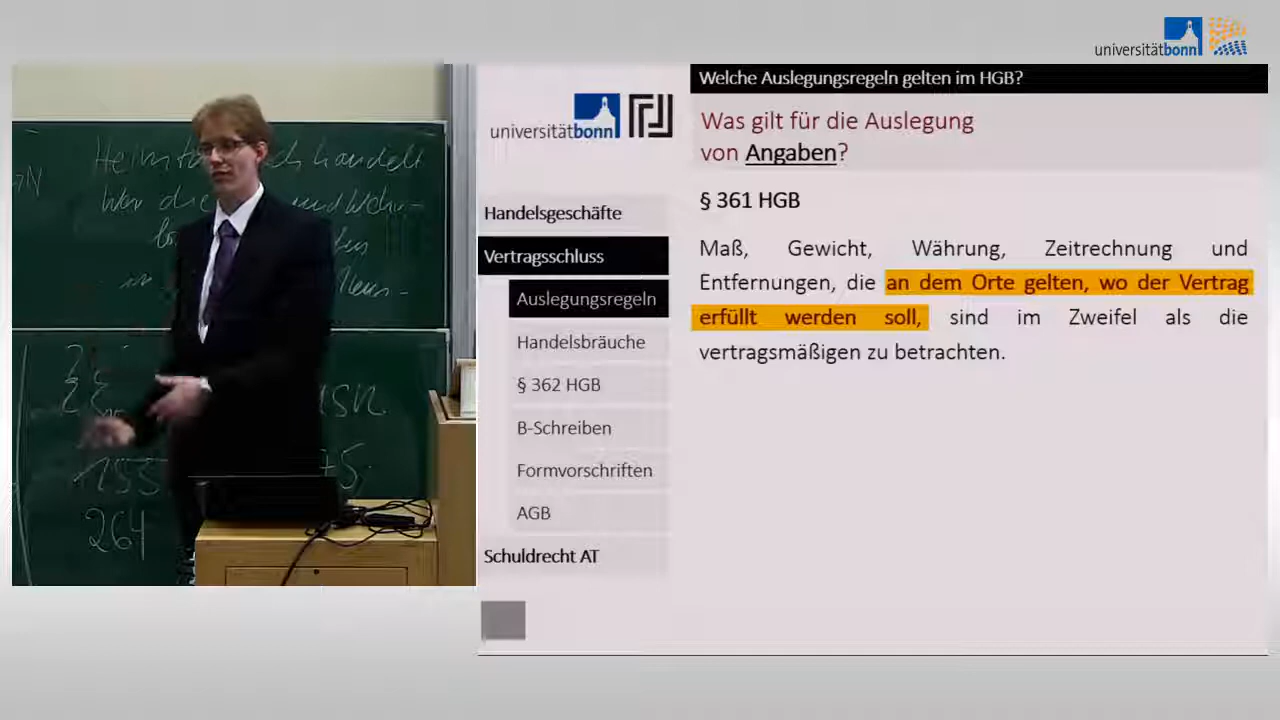 universitätbonn
Welche Auslegungsregeln gelten im HGB?
universitätbonn
Was gilt für die Auslegung
von Angaben?
§ 361 HGB
Maß, Gewicht, Währung, Zeitrechnung und
Entfernungen, die an dem Orte gelten, wo der Vertrag
erfüllt werden soll, sind im Zweifel als die
vertragsmäßigen zu betrachten.
Handelsgeschäfte
Vertragsschluss
Auslegungsregeln
Handelsbräuche
§ 362 HGB
B-Schreiben
Formvorschriften
AGB
Schuldrecht AT
handelt
264